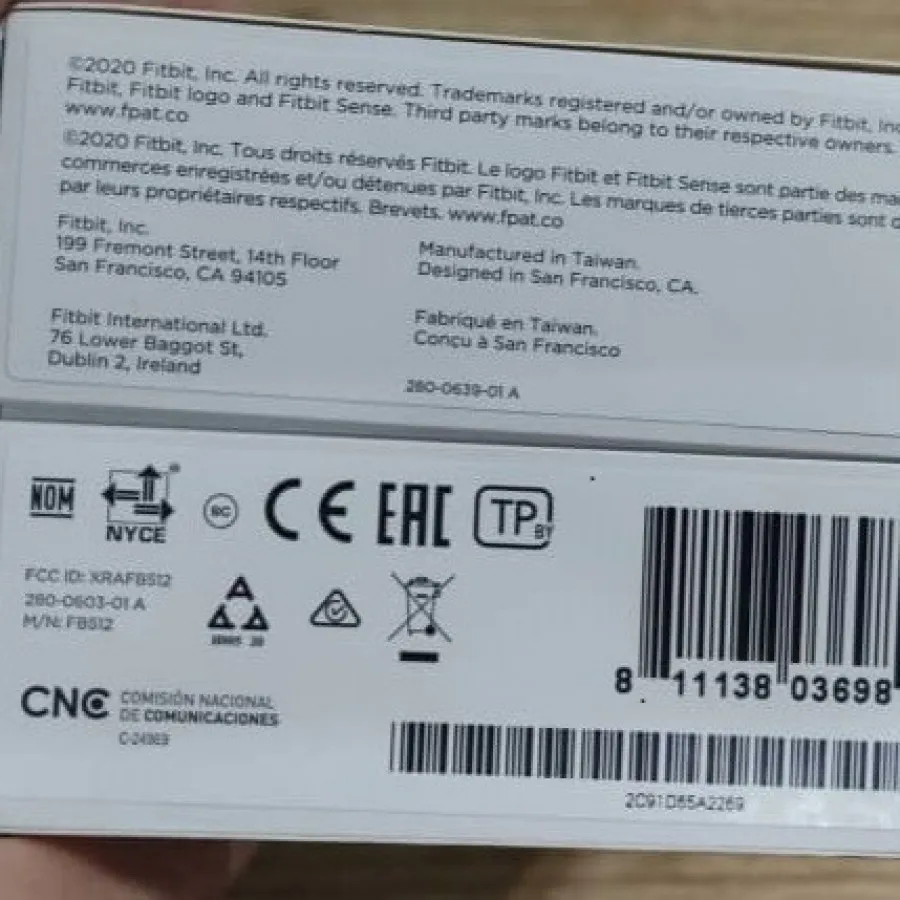 ©2020 Fitbit, Inc. All rights reserved. Trademarks registered and/or owned by Fitbit, Inc
Fitbit, Fitbit logo and Fitbit Sense. Third party marks belong to their respective owners.
www.fpat.co
©2020 Fitbit, Inc. Tous droits réservés Fitbit. Le logo Fitbit et Fitbit Sense sont partie des ma
commerces enregistrées et/ou détenues par Fitbit, Inc. Les marques de tierces parties sont d
par leurs propriétaires respectifs. Brevets. www.fpat.co
Fitbit, Inc.
199 Fremont Street, 14th Floor
San Francisco, CA 94105
Manufactured in Taiwan.
Designed in San Francisco, CA.
Fitbit International Ltd.
76 Lower Baggot St,
Dublin 2, Ireland
Fabriqué en Taiwan.
Conçu à San Francisco
280-0639-01 A
NOM
NYCE
CE
EAC
TP
BY
FCC ID: XRAFB512
280-0603-01 A
M/N: FB512
CNC COMISIÓN NACIONAL
DE COMUNICACIONES
8 11138 03698
2C91D65A2269